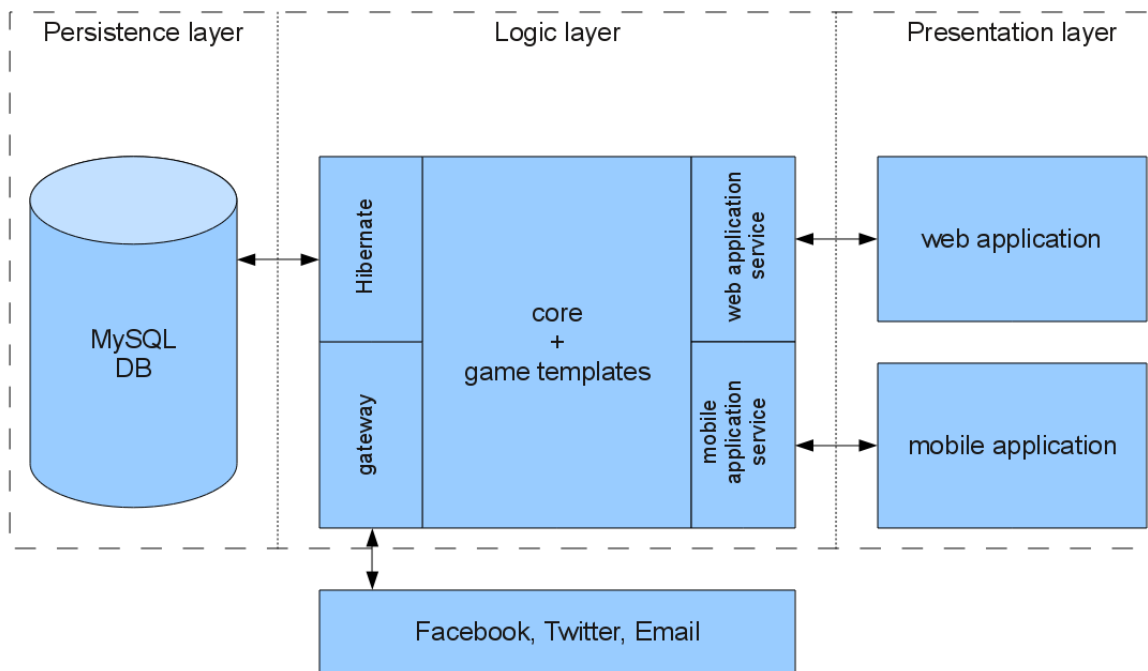 Persistence layer
Logic layer
Presentation layer
MySQL
DB
Hibernate
gateway
core
+
game templates
web application
service
mobile
application
service
web application
mobile application
Facebook, Twitter, Email